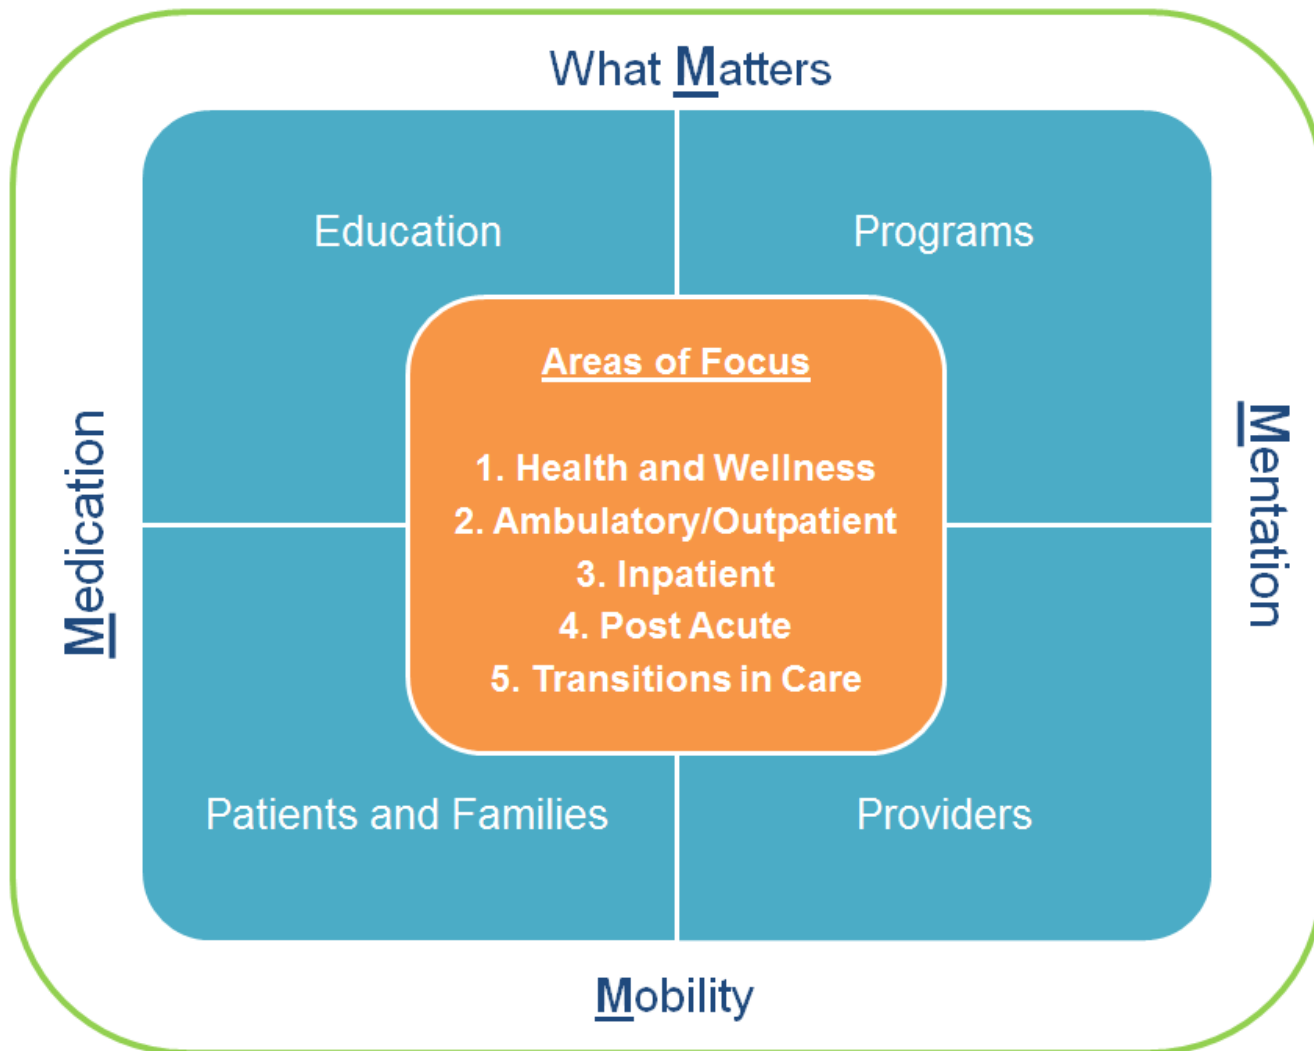 What Matters
Education
Programs
Areas of Focus
1. Health and Wellness
2. Ambulatory/Outpatient
3. Inpatient
4. Post Acute
5. Transitions in Care
Medication
Mentation
Patients and Families
Providers
Mobility